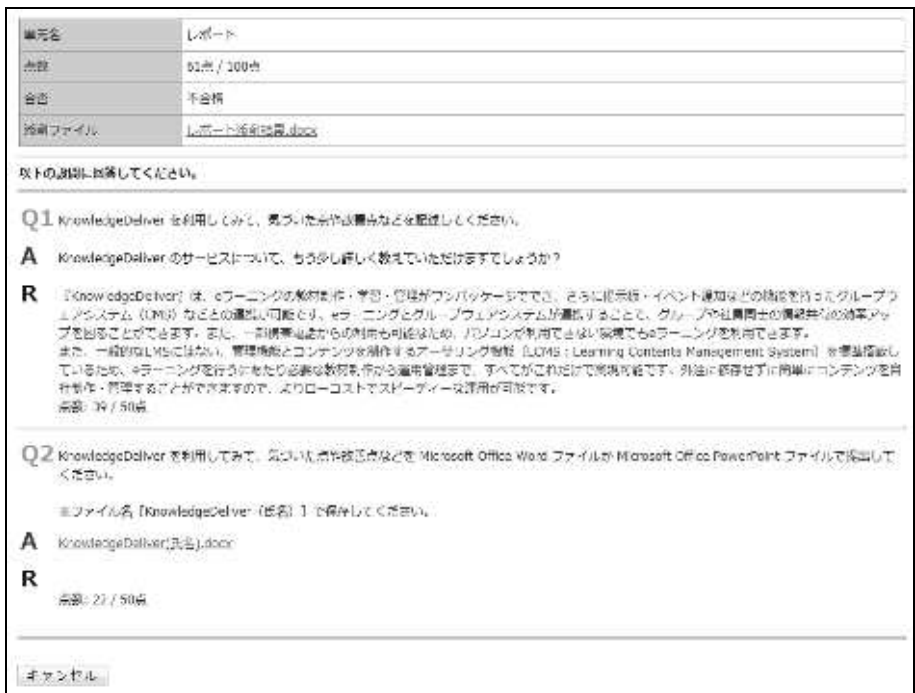 単元名 レポート
点数 61点 / 100点
合否 不合格
添削ファイル レポート添削結果.docx
以下の設問に回答してください。
Q1 KnowledgeDeliver を利用してみて、気づいた点や改善点などを記述してください。
A KnowledgeDeliver のサービスについて、もう少し詳しく教えていただけますでしょうか？
R 『KnowledgeDeliver』は、eラーニングの教材制作・学習・管理がワンパッケージででき、さらに掲示板・イベント通知などの機能を持ったグループウ
ェアシステム（CMS）などとの連携も可能です。eラーニングとグループウェアシステムが連携することで、グループや社員同士の情報共有の効率アッ
プを図ることができます。また、一部携帯電話からの利用も可能なため、パソコンが利用できない環境でもeラーニングを利用できます。
また、一般的なLMSにはない、管理機能とコンテンツを制作するオーサリング機能（LCMS：Learning Contents Management System）を標準搭載し
ているため、eラーニングを行うにあたり必要な教材制作から運用管理まで、すべてがこれだけで実現可能です。外注に依存せずに簡単にコンテンツを自
社制作・管理することができますので、よりローコストでスピーディーな運用が可能です。
点数: 39 / 50点
Q2 KnowledgeDeliver を利用してみて、気づいた点や改善点などを Microsoft Office Word ファイルか Microsoft Office PowerPoint ファイルで提出して
ください。
※ファイル名『KnowledgeDeliver（氏名）』で保存してください。
A KnowledgeDeliver(氏名).docx
R
点数: 22 / 50点
キャンセル